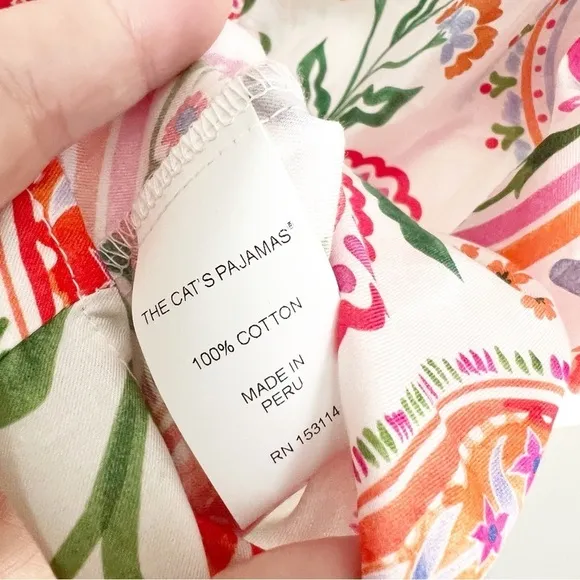 THE CAT'S PAJAMAS®
100% COTTON
MADE IN
PERU
RN 153114